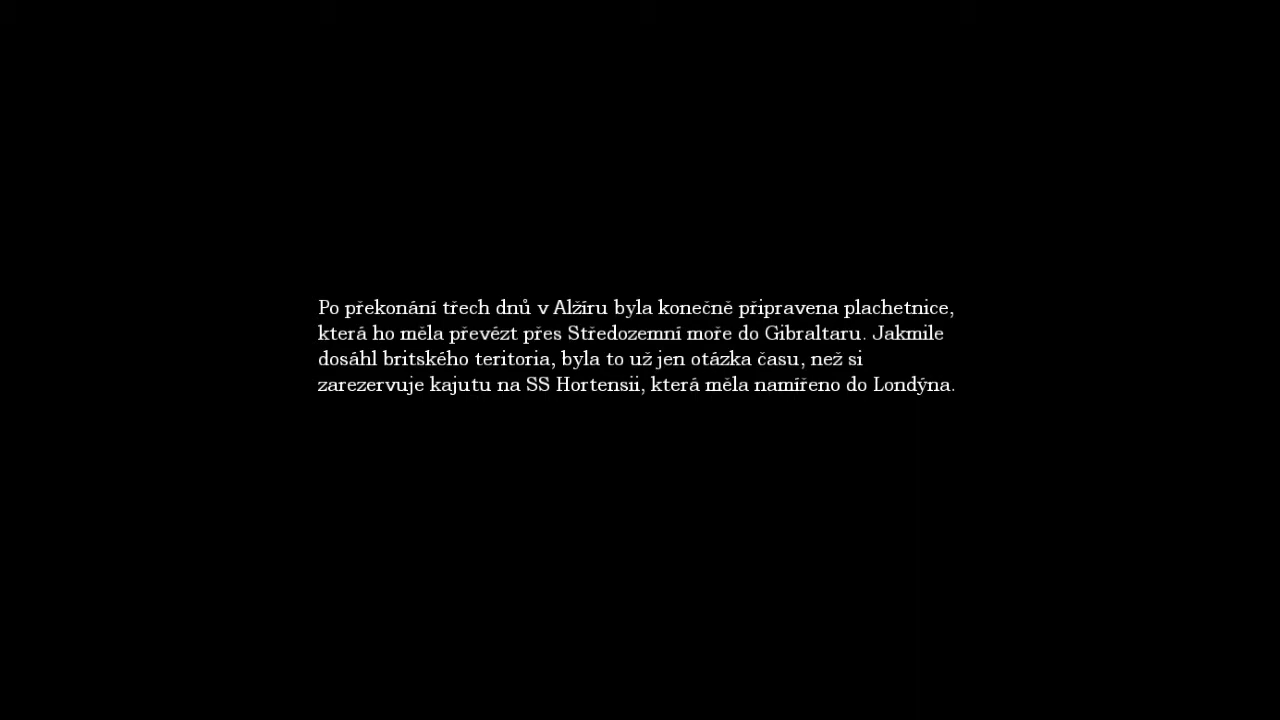 Po překonání třech dnů v Alžíru byla konečně připravena plachetnice,
která ho měla převézt přes Středozemní moře do Gibraltaru. Jakmile
dosáhl britského teritoria, byla to už jen otázka času, než si
zarezervuje kajutu na SS Hortensii, která měla namířeno do Londýna.